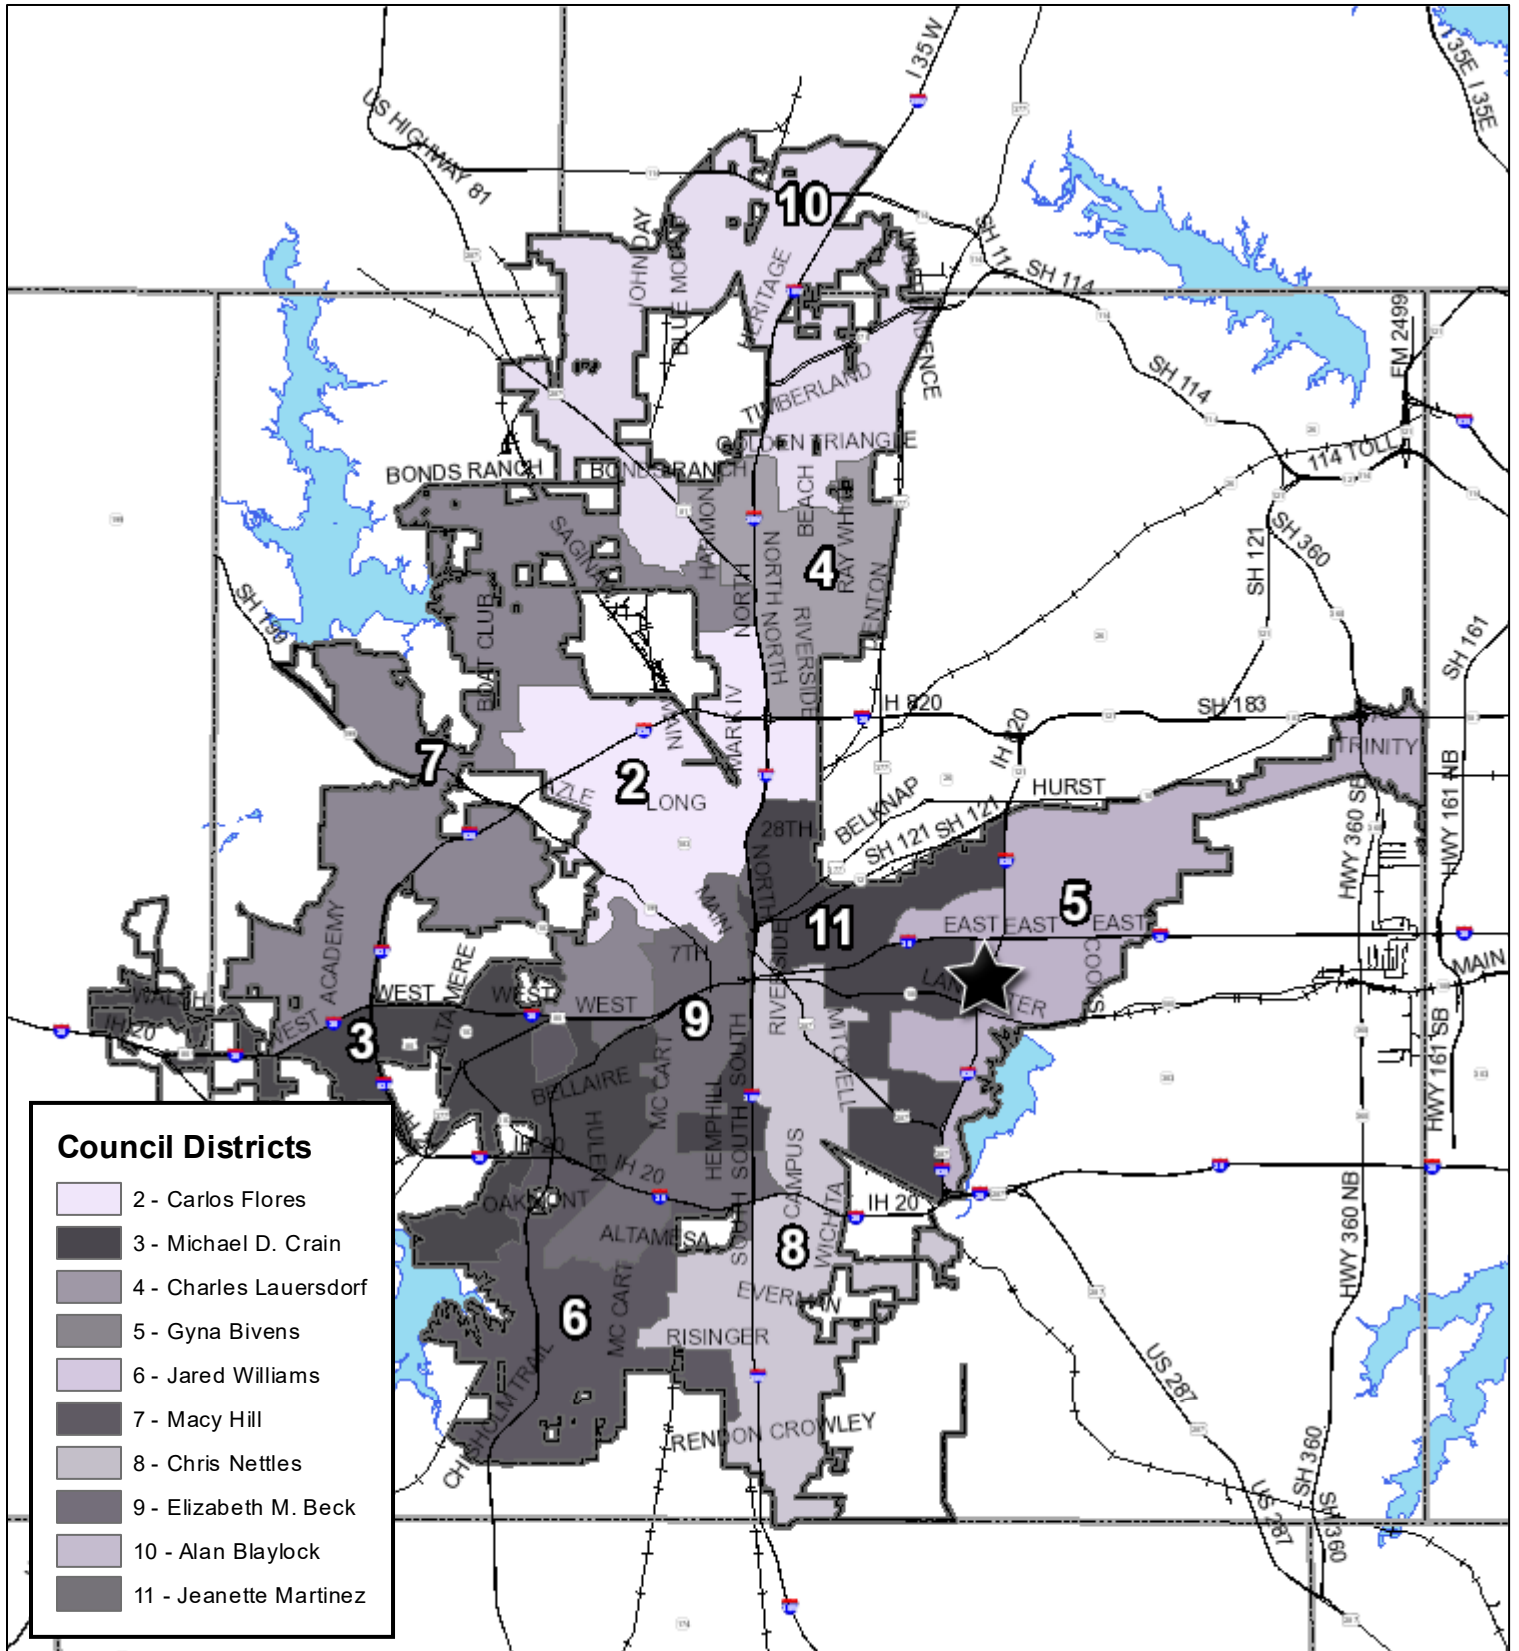 I 35W
I 35E
I 35E
US HIGHWAY 81
10
JOHN DAY
BLUE MOUND
HERITAGE
INDEPENDENCE
SH 114
SH 114
SH 114
FM 2499
TIMBERLAND
GOLDEN TRIANGLE
114 TOLL
BONDS RANCH
BONDS RANCH
HARMON
BEACH
RAY WHITE
SAGINAW
4
SH 121
SH 360
NORTH
NORTH
NORTH
RIVERSIDE
DENTON
SH 199
BOAT CLUB
SH 161
MARK IV
IH 820
IH 820
SH 183
TRINITY
7
2
AZLE
LONG
HURST
BELKNAP
28TH
SH 121
SH 121
HWY 360 SB
HWY 161 NB
NORTH
MAIN
11
5
EAST
EAST
EAST
ACADEMY
7TH
RIVERSIDE
LANCASTER
COOKS
MAIN
WALSH
WEST
WEST
WEST
WEST
ALTAMERE
IH 20
3
9
MITCHELL
HWY 161 SB
BELLAIRE
MC CART
HULEN
HEMPHILL
SOUTH
SOUTH
SOUTH
CAMPUS
IH 20
IH 20
IH 20
OAKMONT
ALTAMESA
8
WICHITA
HWY 360 NB
6
MC CART
EVERMAN
RISINGER
CHISHOLM TRAIL
RENDON CROWLEY
US 287
US 287
SH 360
SH 360
Council Districts
2 - Carlos Flores
3 - Michael D. Crain
4 - Charles Lauersdorf
5 - Gyna Bivens
6 - Jared Williams
7 - Macy Hill
8 - Chris Nettles
9 - Elizabeth M. Beck
10 - Alan Blaylock
11 - Jeanette Martinez